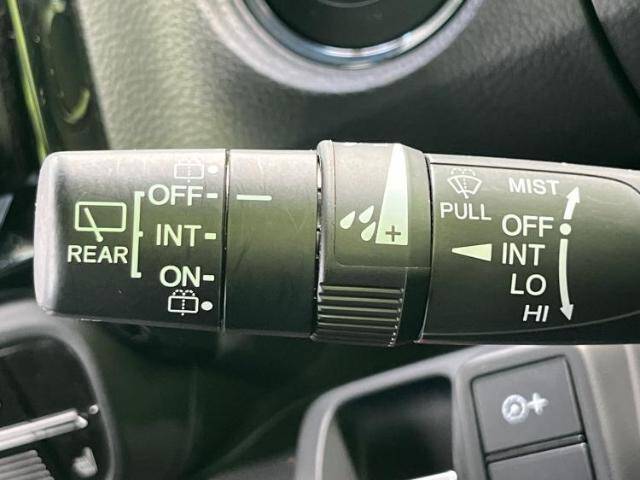 OFF
INT
ON
REAR
+
PULL
MIST
OFF
INT
LO
HI